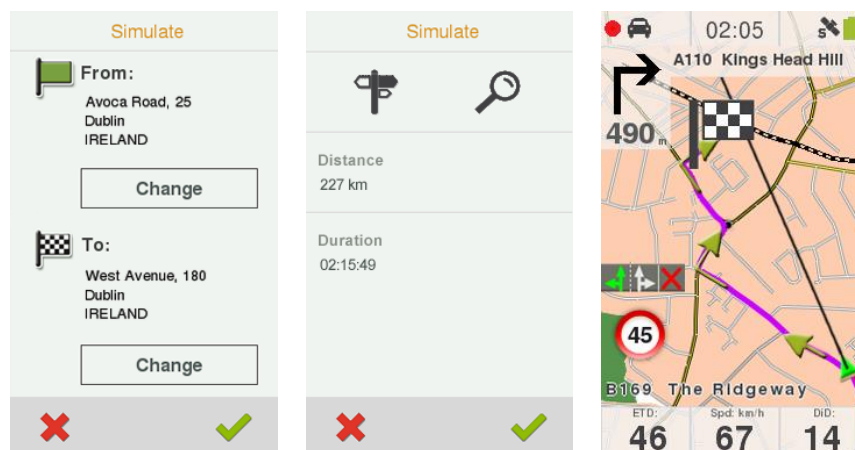 Simulate
From:
Avoca Road, 25
Dublin
IRELAND
Change
To:
West Avenue, 180
Dublin
IRELAND
Change
Simulate
Distance
227 km
Duration
02:15:49
02:05
S
A110 Kings Head Hill
490 m
45
B169 The Ridgeway
ETD: Spd: km/h DiD:
46 67 14